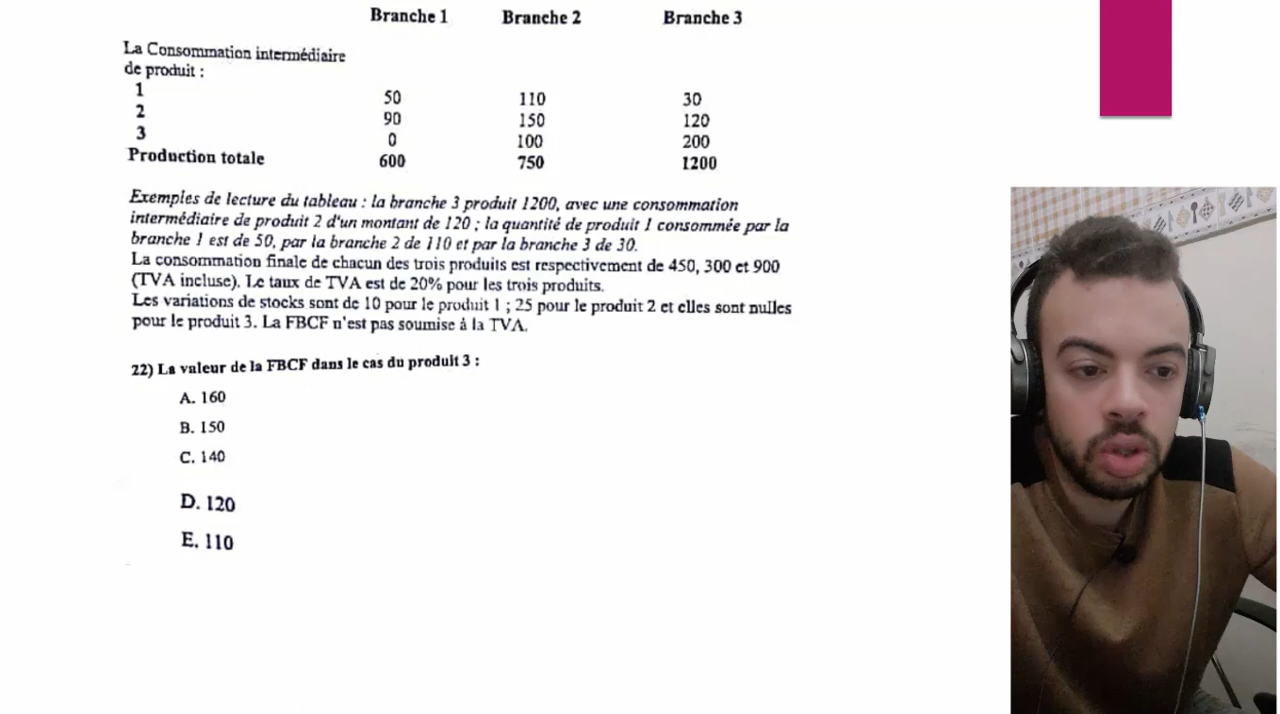 Branche 1 Branche 2 Branche 3
La Consommation intermédiaire
de produit :
1 50 110 30
2 90 150 120
3 0 100 200
Production totale 600 750 1200
Exemples de lecture du tableau : la branche 3 produit 1200, avec une consommation
intermédiaire de produit 2 d'un montant de 120 ; la quantité de produit 1 consommée par la
branche 1 est de 50, par la branche 2 de 110 et par la branche 3 de 30.
La consommation finale de chacun des trois produits est respectivement de 450, 300 et 900
(TVA incluse). Le taux de TVA est de 20% pour les trois produits.
Les variations de stocks sont de 10 pour le produit 1 ; 25 pour le produit 2 et elles sont nulles
pour le produit 3. La FBCF n'est pas soumise à la TVA.
22) La valeur de la FBCF dans le cas du produit 3 :
A. 160
B. 150
C. 140
D. 120
E. 110